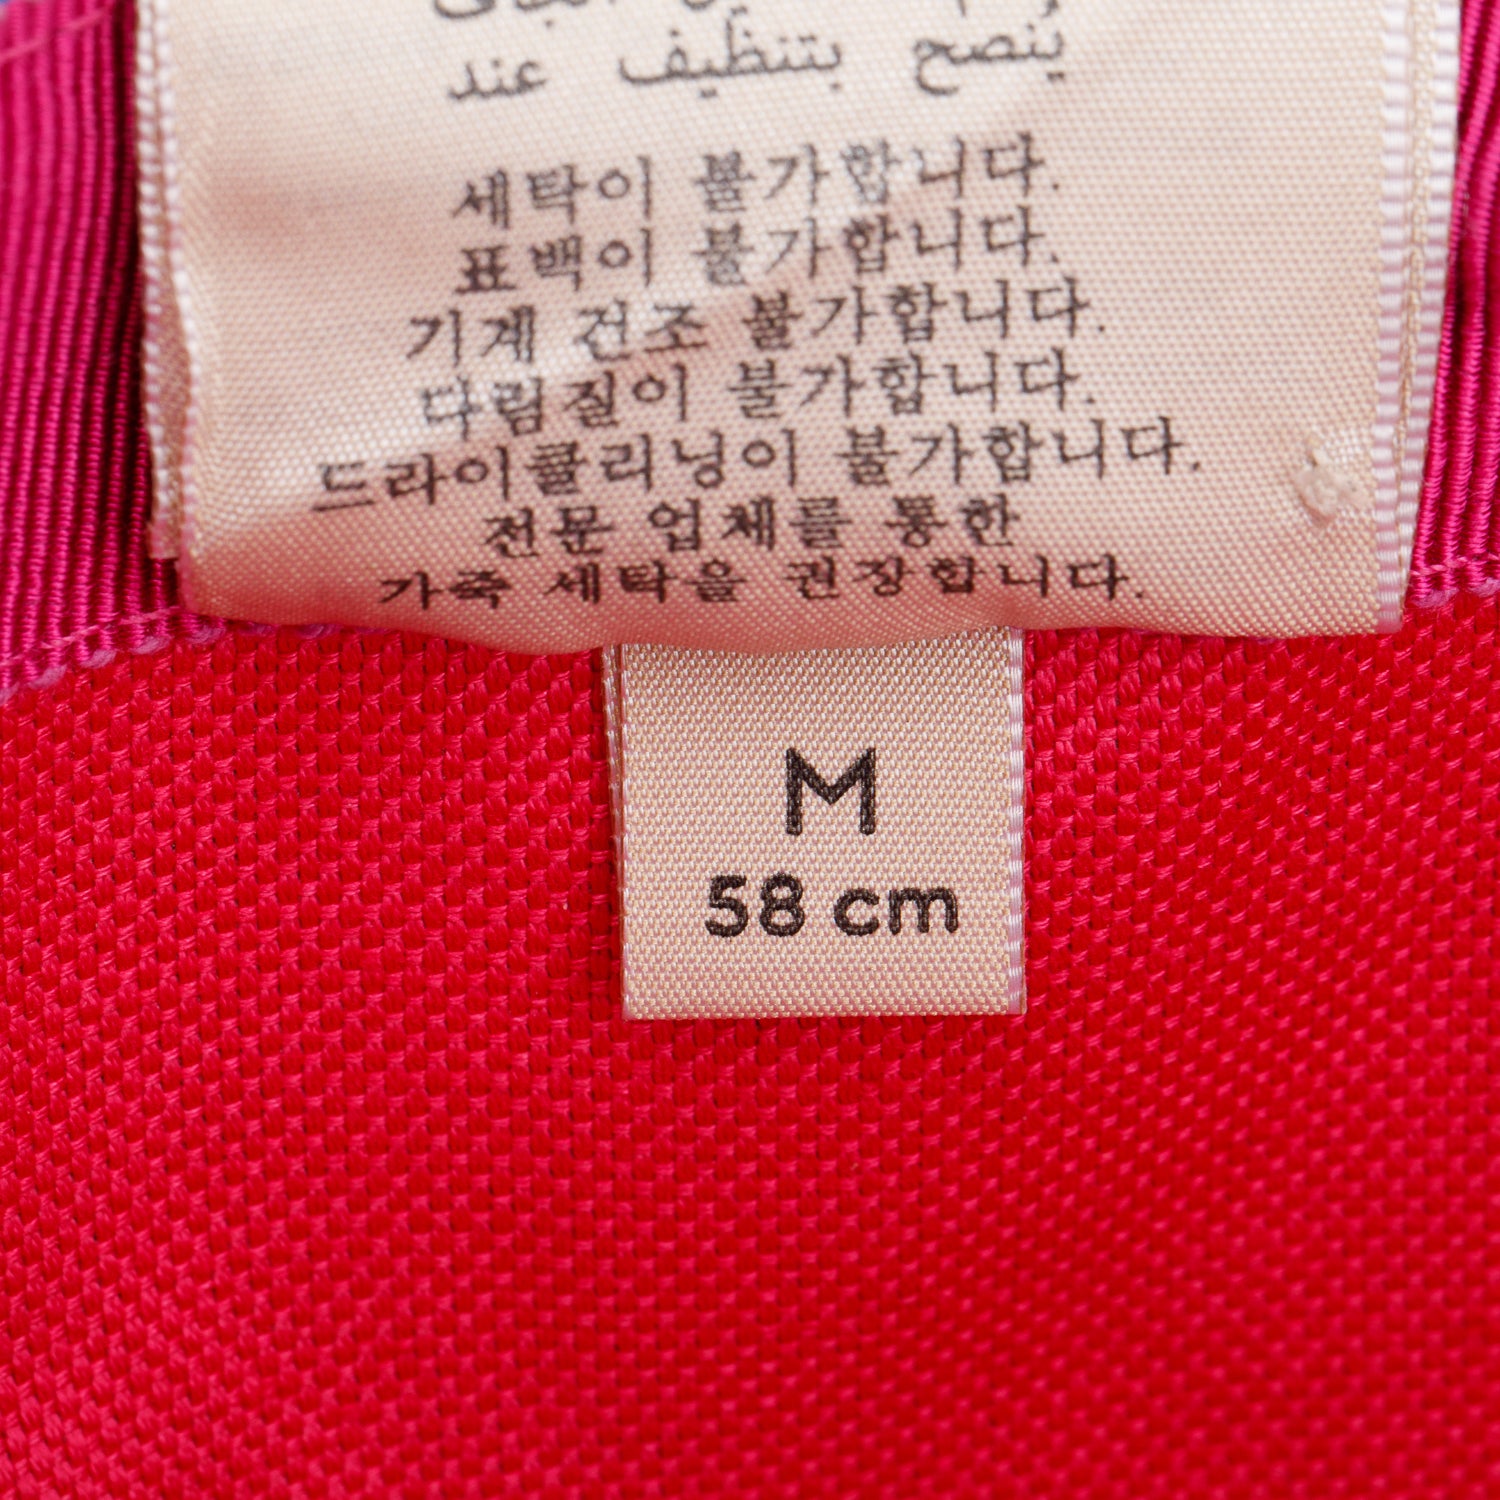 ينصح بتنظيف عند
세탁이 불가합니다.
표백이 불가합니다.
기계 건조 불가합니다.
다림질이 불가합니다.
드라이클리닝이 불가합니다.
전문 업체를 통한
가죽 세탁을 권장합니다.
M
58 cm